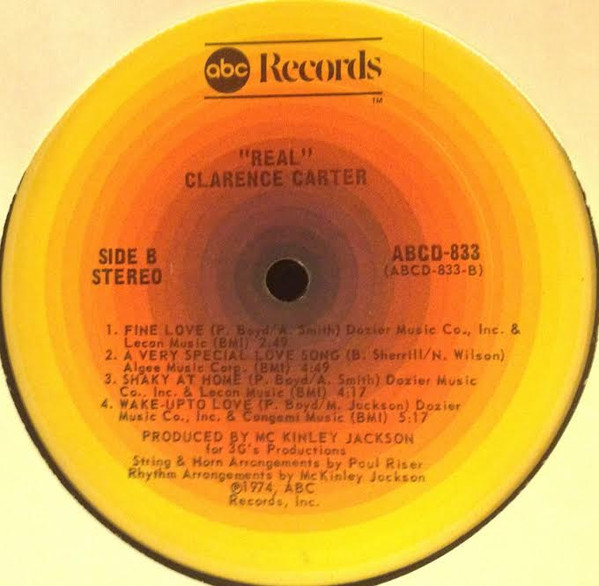 abc Records
TM
"REAL"
CLARENCE CARTER
SIDE B
STEREO
ABCD-833
(ABCD-833-B)
1. FINE LOVE (P. Boyd/A. Smith) Dozier Music Co., Inc. &
Lecan Music (BMI) 2:49
2. A VERY SPECIAL LOVE SONG (B. Sherrill/N. Wilson)
Algee Music Corp. (BMI) 4:49
3. SHAKY AT HOME (P. Boyd/A. Smith) Dozier Music
Co., Inc. & Lecan Music (BMI) 4:17
4. WAKE-UPTO LOVE (P. Boyd/M. Jackson) Dozier
Music Co., Inc. & Cangami Music (BMI) 5:17
PRODUCED BY MC KINLEY JACKSON
for 3G's Productions
String & Horn Arrangements by Paul Riser
Rhythm Arrangements by McKinley Jackson
℗1974, ABC
Records, Inc.